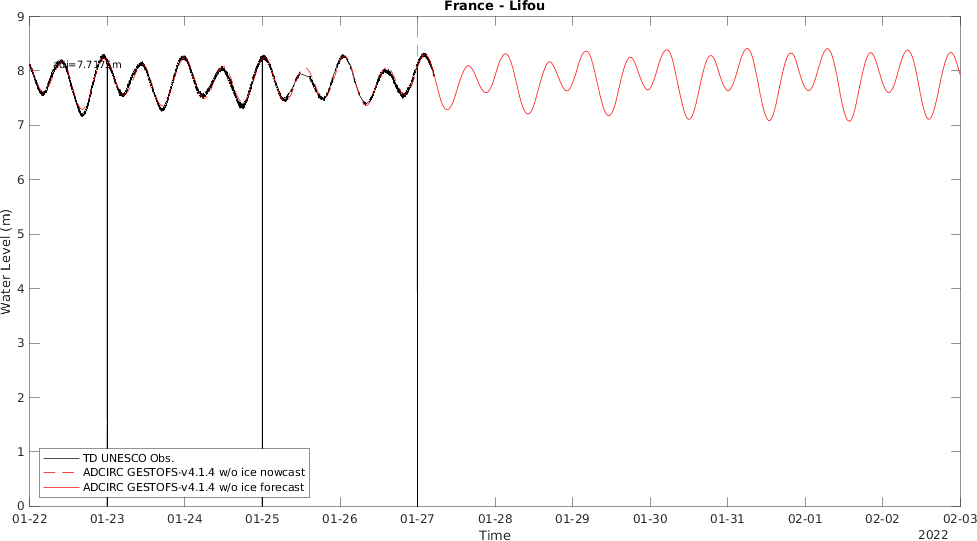 France - Lifou
9
8
7
6
5
4
3
2
1
0
Water Level (m)
TD UNESCO Obs.
ADCIRC GESTOFS-v4.1.4 w/o ice nowcast
ADCIRC GESTOFS-v4.1.4 w/o ice forecast
01-22 01-23 01-24 01-25 01-26 01-27 01-28 01-29 01-30 01-31 02-01 02-02 02-03
Time
2022